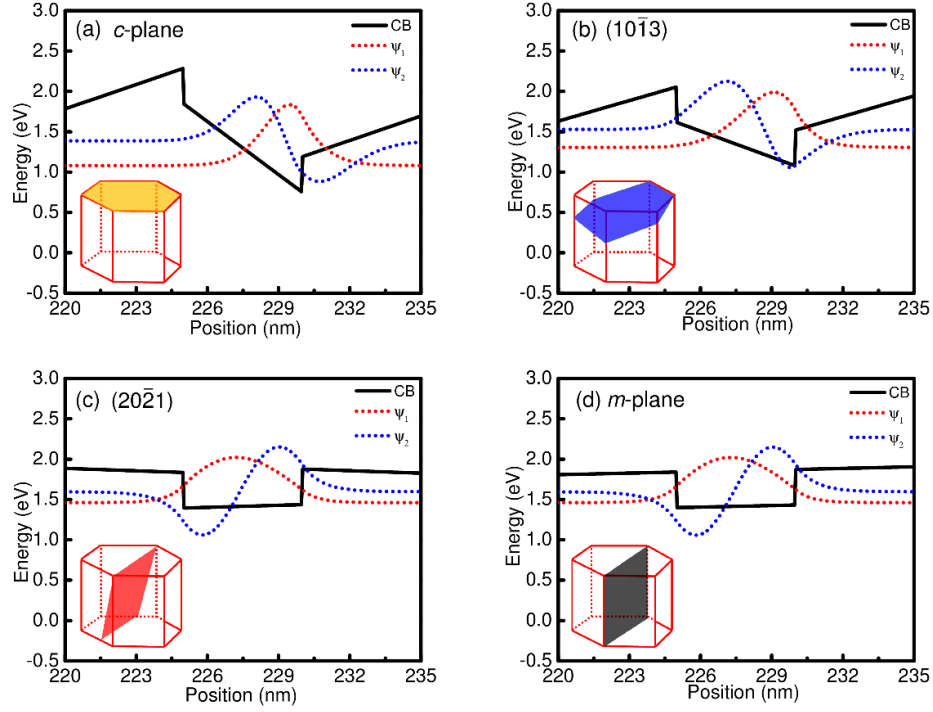 (a) c-plane
CB
ψ₁
ψ₂
3.0
2.5
2.0
1.5
1.0
0.5
0.0
-0.5
Energy (eV)
220 223 226 229 232 235
Position (nm)
(b) (101̄3)
CB
ψ₁
ψ₂
3.0
2.5
2.0
1.5
1.0
0.5
0.0
-0.5
Energy (eV)
220 223 226 229 232 235
Position (nm)
(c) (202̄1)
CB
ψ₁
ψ₂
3.0
2.5
2.0
1.5
1.0
0.5
0.0
-0.5
Energy (eV)
220 223 226 229 232 235
Position (nm)
(d) m-plane
CB
ψ₁
ψ₂
3.0
2.5
2.0
1.5
1.0
0.5
0.0
-0.5
Energy (eV)
220 223 226 229 232 235
Position (nm)